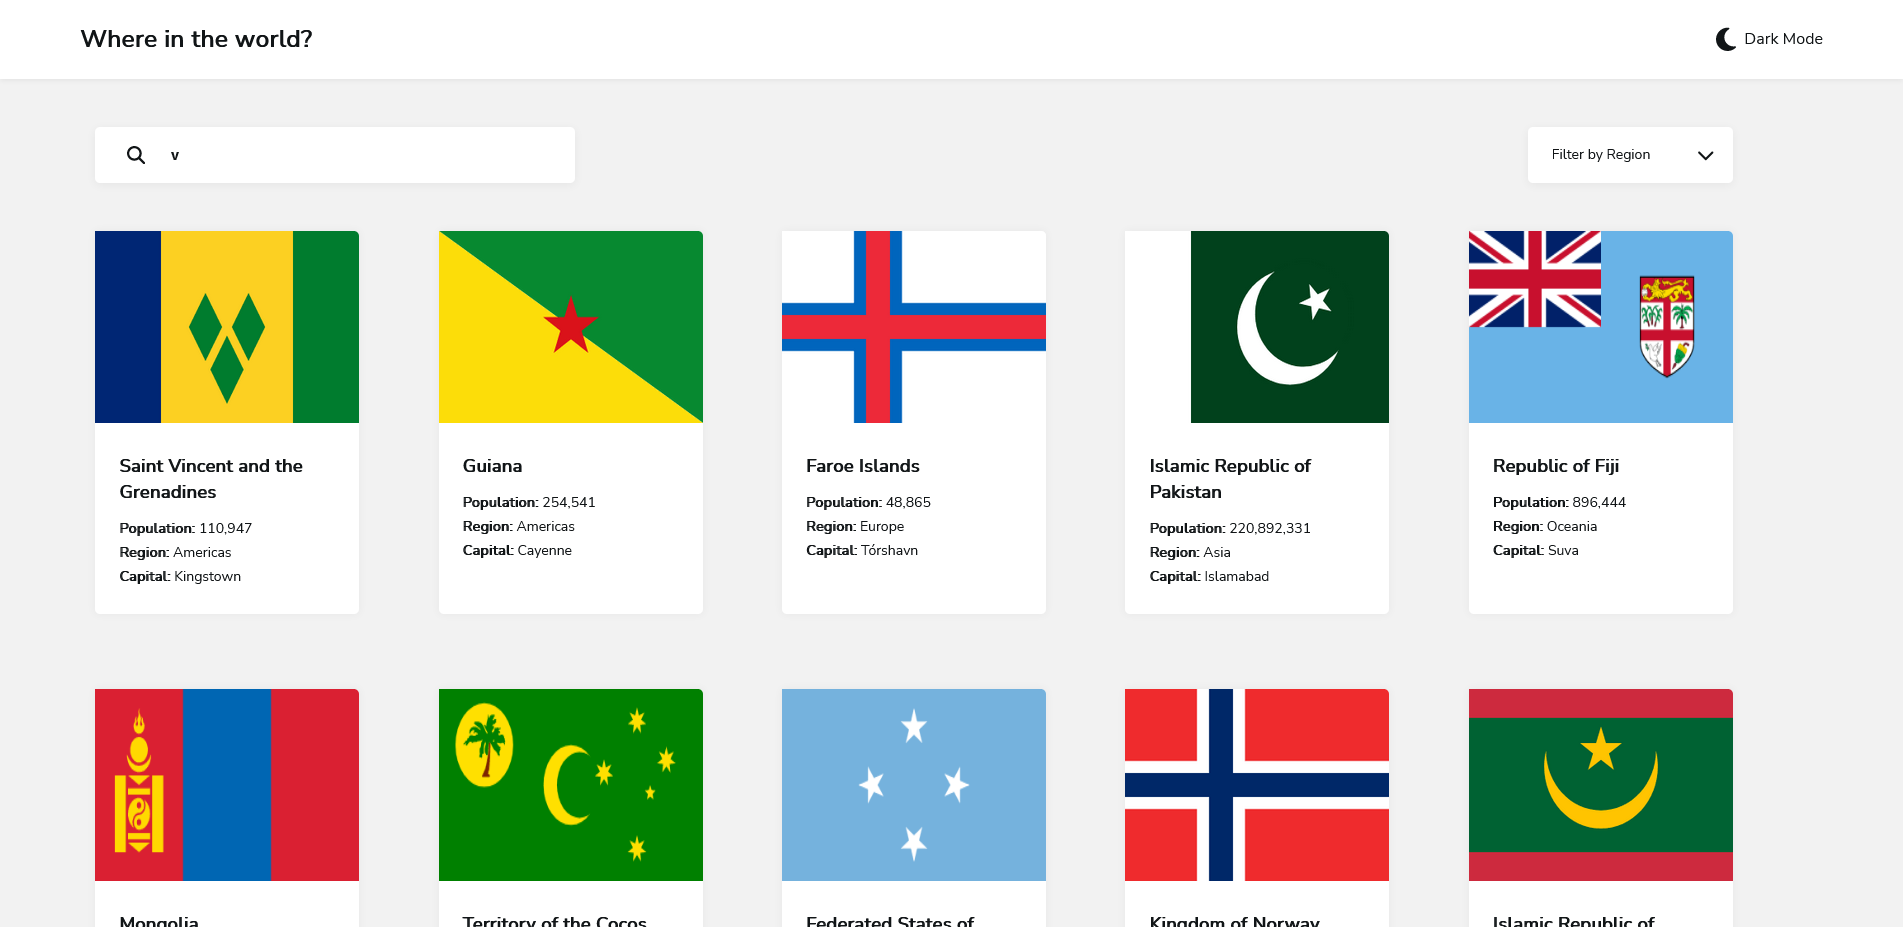 Where in the world?
Dark Mode
v
Filter by Region
Saint Vincent and the
Grenadines
Population: 110,947
Region: Americas
Capital: Kingstown
Guiana
Population: 254,541
Region: Americas
Capital: Cayenne
Faroe Islands
Population: 48,865
Region: Europe
Capital: Tórshavn
Islamic Republic of
Pakistan
Population: 220,892,331
Region: Asia
Capital: Islamabad
Republic of Fiji
Population: 896,444
Region: Oceania
Capital: Suva
Mongolia
Territory of the Cocos
Federated States of
Kingdom of Norway
Islamic Republic of